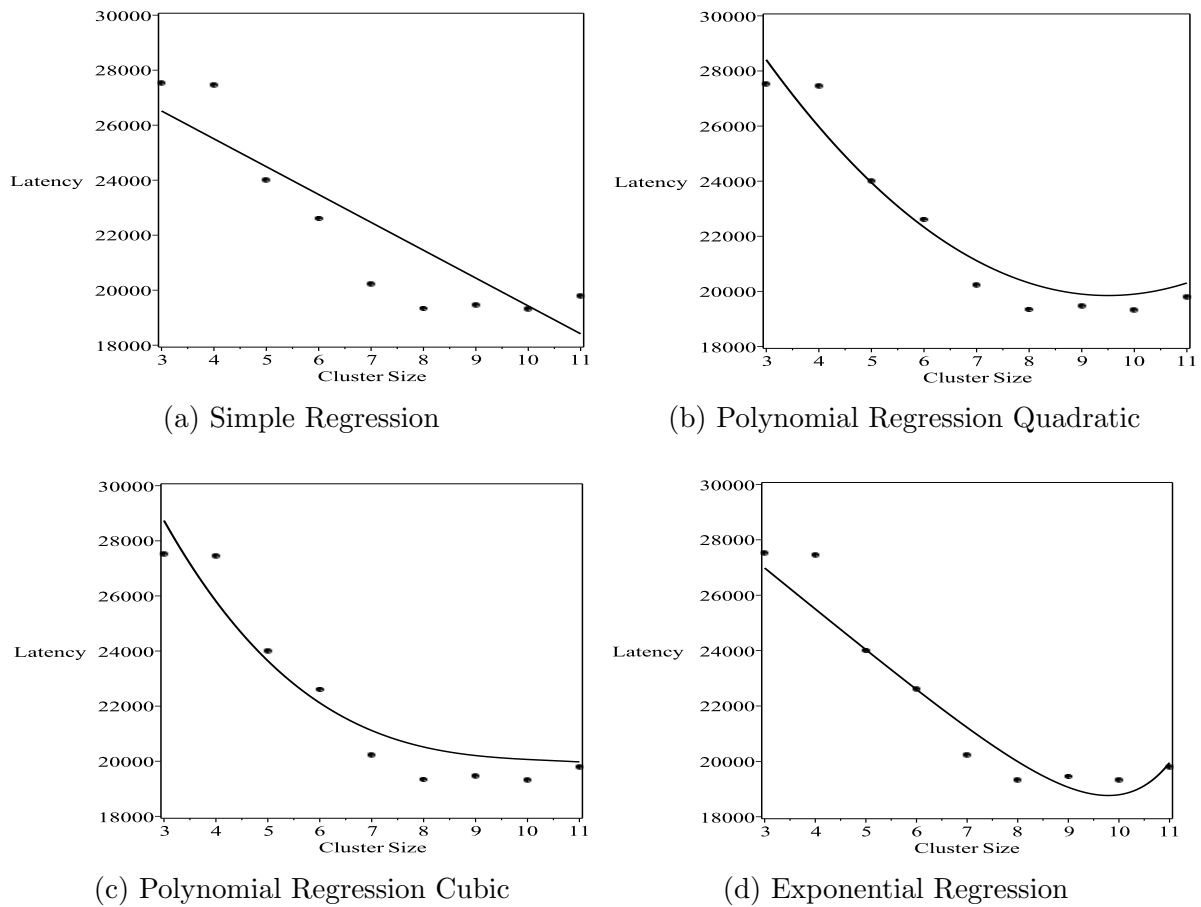 30000
28000
26000
Latency 24000
22000
20000
18000
3 4 5 6 7 8 9 10 11
Cluster Size
(a) Simple Regression
30000
28000
26000
Latency 24000
22000
20000
18000
3 4 5 6 7 8 9 10 11
Cluster Size
(b) Polynomial Regression Quadratic
30000
28000
26000
Latency 24000
22000
20000
18000
3 4 5 6 7 8 9 10 11
Cluster Size
(c) Polynomial Regression Cubic
30000
28000
26000
Latency 24000
22000
20000
18000
3 4 5 6 7 8 9 10 11
Cluster Size
(d) Exponential Regression